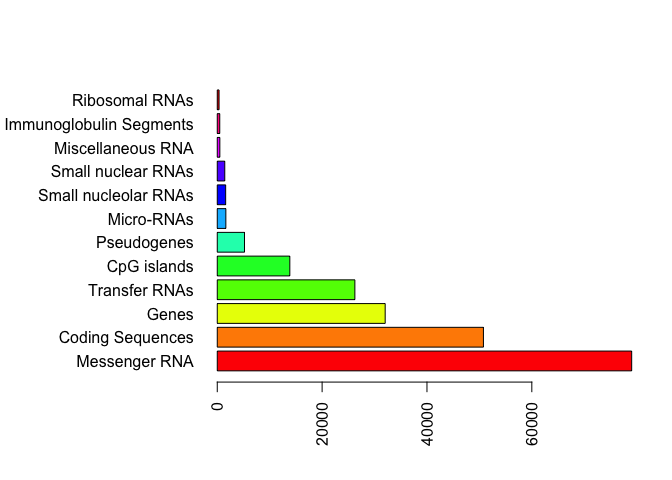 Ribosomal RNAs
Immunoglobulin Segments
Miscellaneous RNA
Small nuclear RNAs
Small nucleolar RNAs
Micro-RNAs
Pseudogenes
CpG islands
Transfer RNAs
Genes
Coding Sequences
Messenger RNA
0
20000
40000
60000